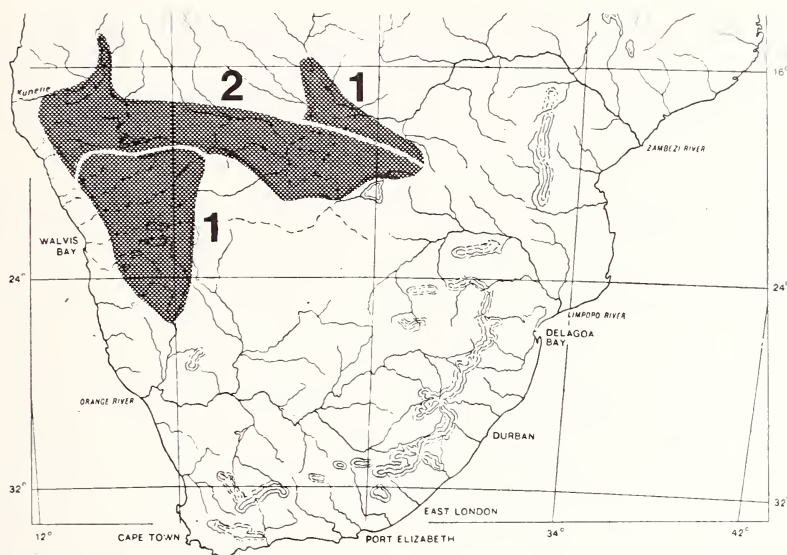 16°
2
1
Kunene
ZAMBEZI RIVER
1
WALVIS
BAY
24°
24°
LIMPOPO RIVER
DELAGOA
BAY
ORANGE RIVER
DURBAN
32°
32°
EAST LONDON
12°
CAPE TOWN
PORT ELIZABETH
34°
42°